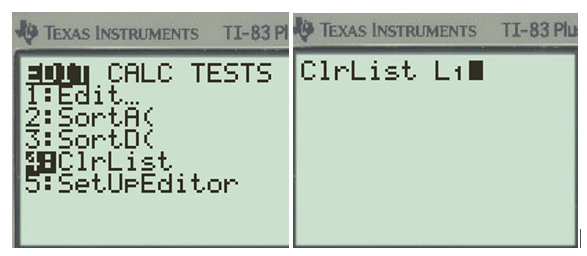 TEXAS INSTRUMENTS TI-83 Pl
EDIT CALC TESTS
1:Edit…
2:SortA(
3:SortD(
4:ClrList
5:SetUpEditor
TEXAS INSTRUMENTS TI-83 Plu
ClrList L₁